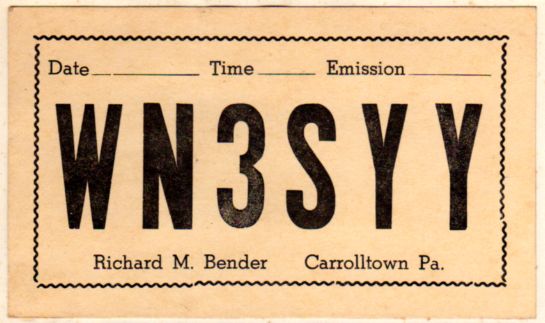 Date Time Emission
WN3SYY
Richard M. Bender Carrolltown Pa.